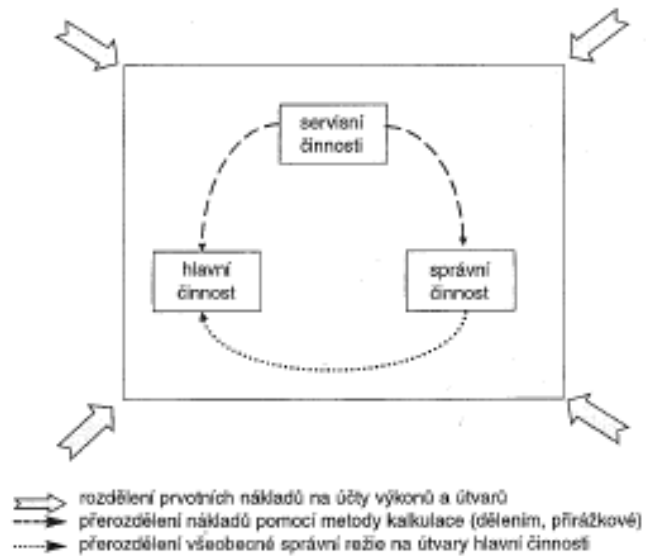 servisní
činnosti
hlavní
činnost
správní
činnost
rozdělení prvotních nákladů na účty výkonů a útvarů
přerozdělení nákladů pomocí metody kalkulace (dělením, přirážkové)
přerozdělení všeobecné správní režie na útvary hlavní činnosti